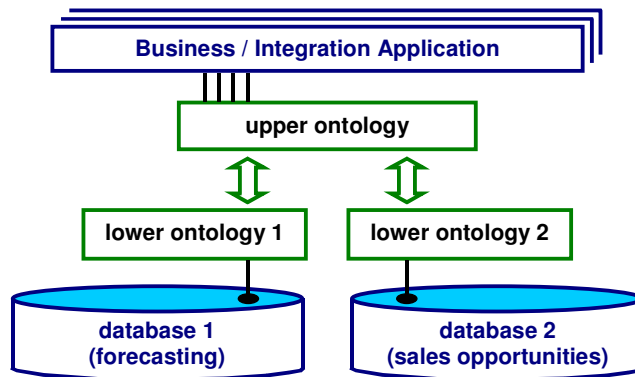 Business / Integration Application
upper ontology
lower ontology 1
lower ontology 2
database 1
(forecasting)
database 2
(sales opportunities)